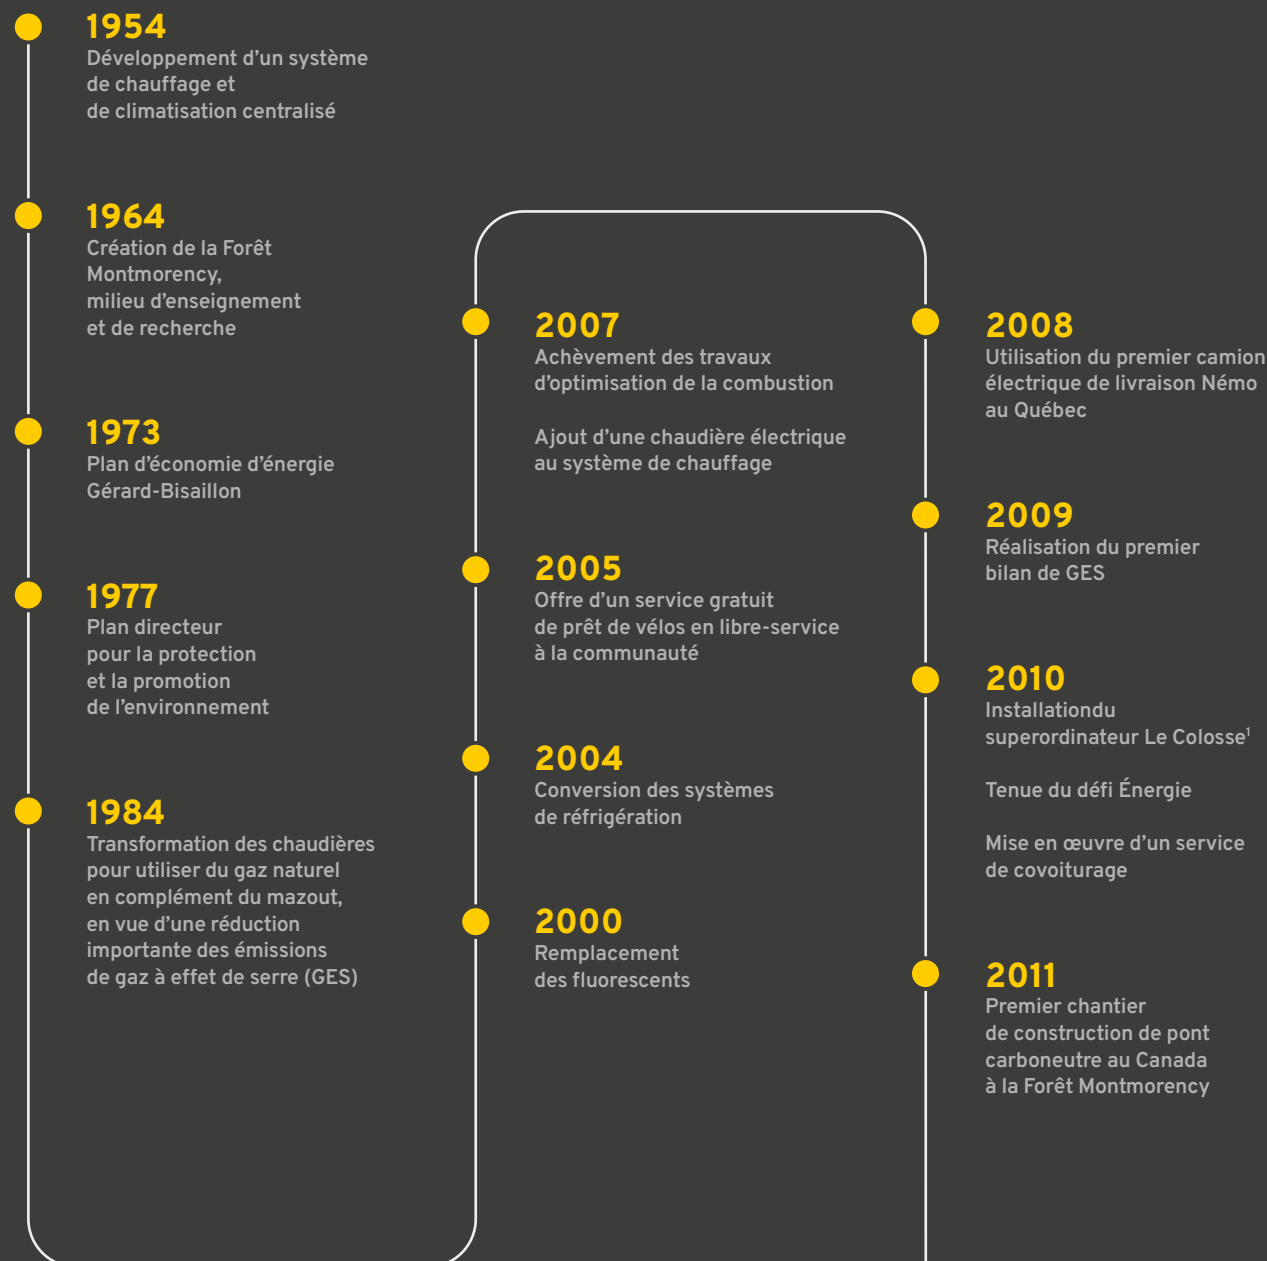 1954
Développement d’un système
de chauffage et
de climatisation centralisé
1964
Création de la Forêt
Montmorency,
milieu d’enseignement
et de recherche
1973
Plan d’économie d’énergie
Gérard-Bisaillon
1977
Plan directeur
pour la protection
et la promotion
de l’environnement
1984
Transformation des chaudières
pour utiliser du gaz naturel
en complément du mazout,
en vue d’une réduction
importante des émissions
de gaz à effet de serre (GES)
2007
Achèvement des travaux
d’optimisation de la combustion
Ajout d’une chaudière électrique
au système de chauffage
2005
Offre d’un service gratuit
de prêt de vélos en libre-service
à la communauté
2004
Conversion des systèmes
de réfrigération
2000
Remplacement
des fluorescents
2008
Utilisation du premier camion
électrique de livraison Némo
au Québec
2009
Réalisation du premier
bilan de GES
2010
Installationdu
superordinateur Le Colosse¹
Tenue du défi Énergie
Mise en œuvre d’un service
de covoiturage
2011
Premier chantier
de construction de pont
carboneutre au Canada
à la Forêt Montmorency